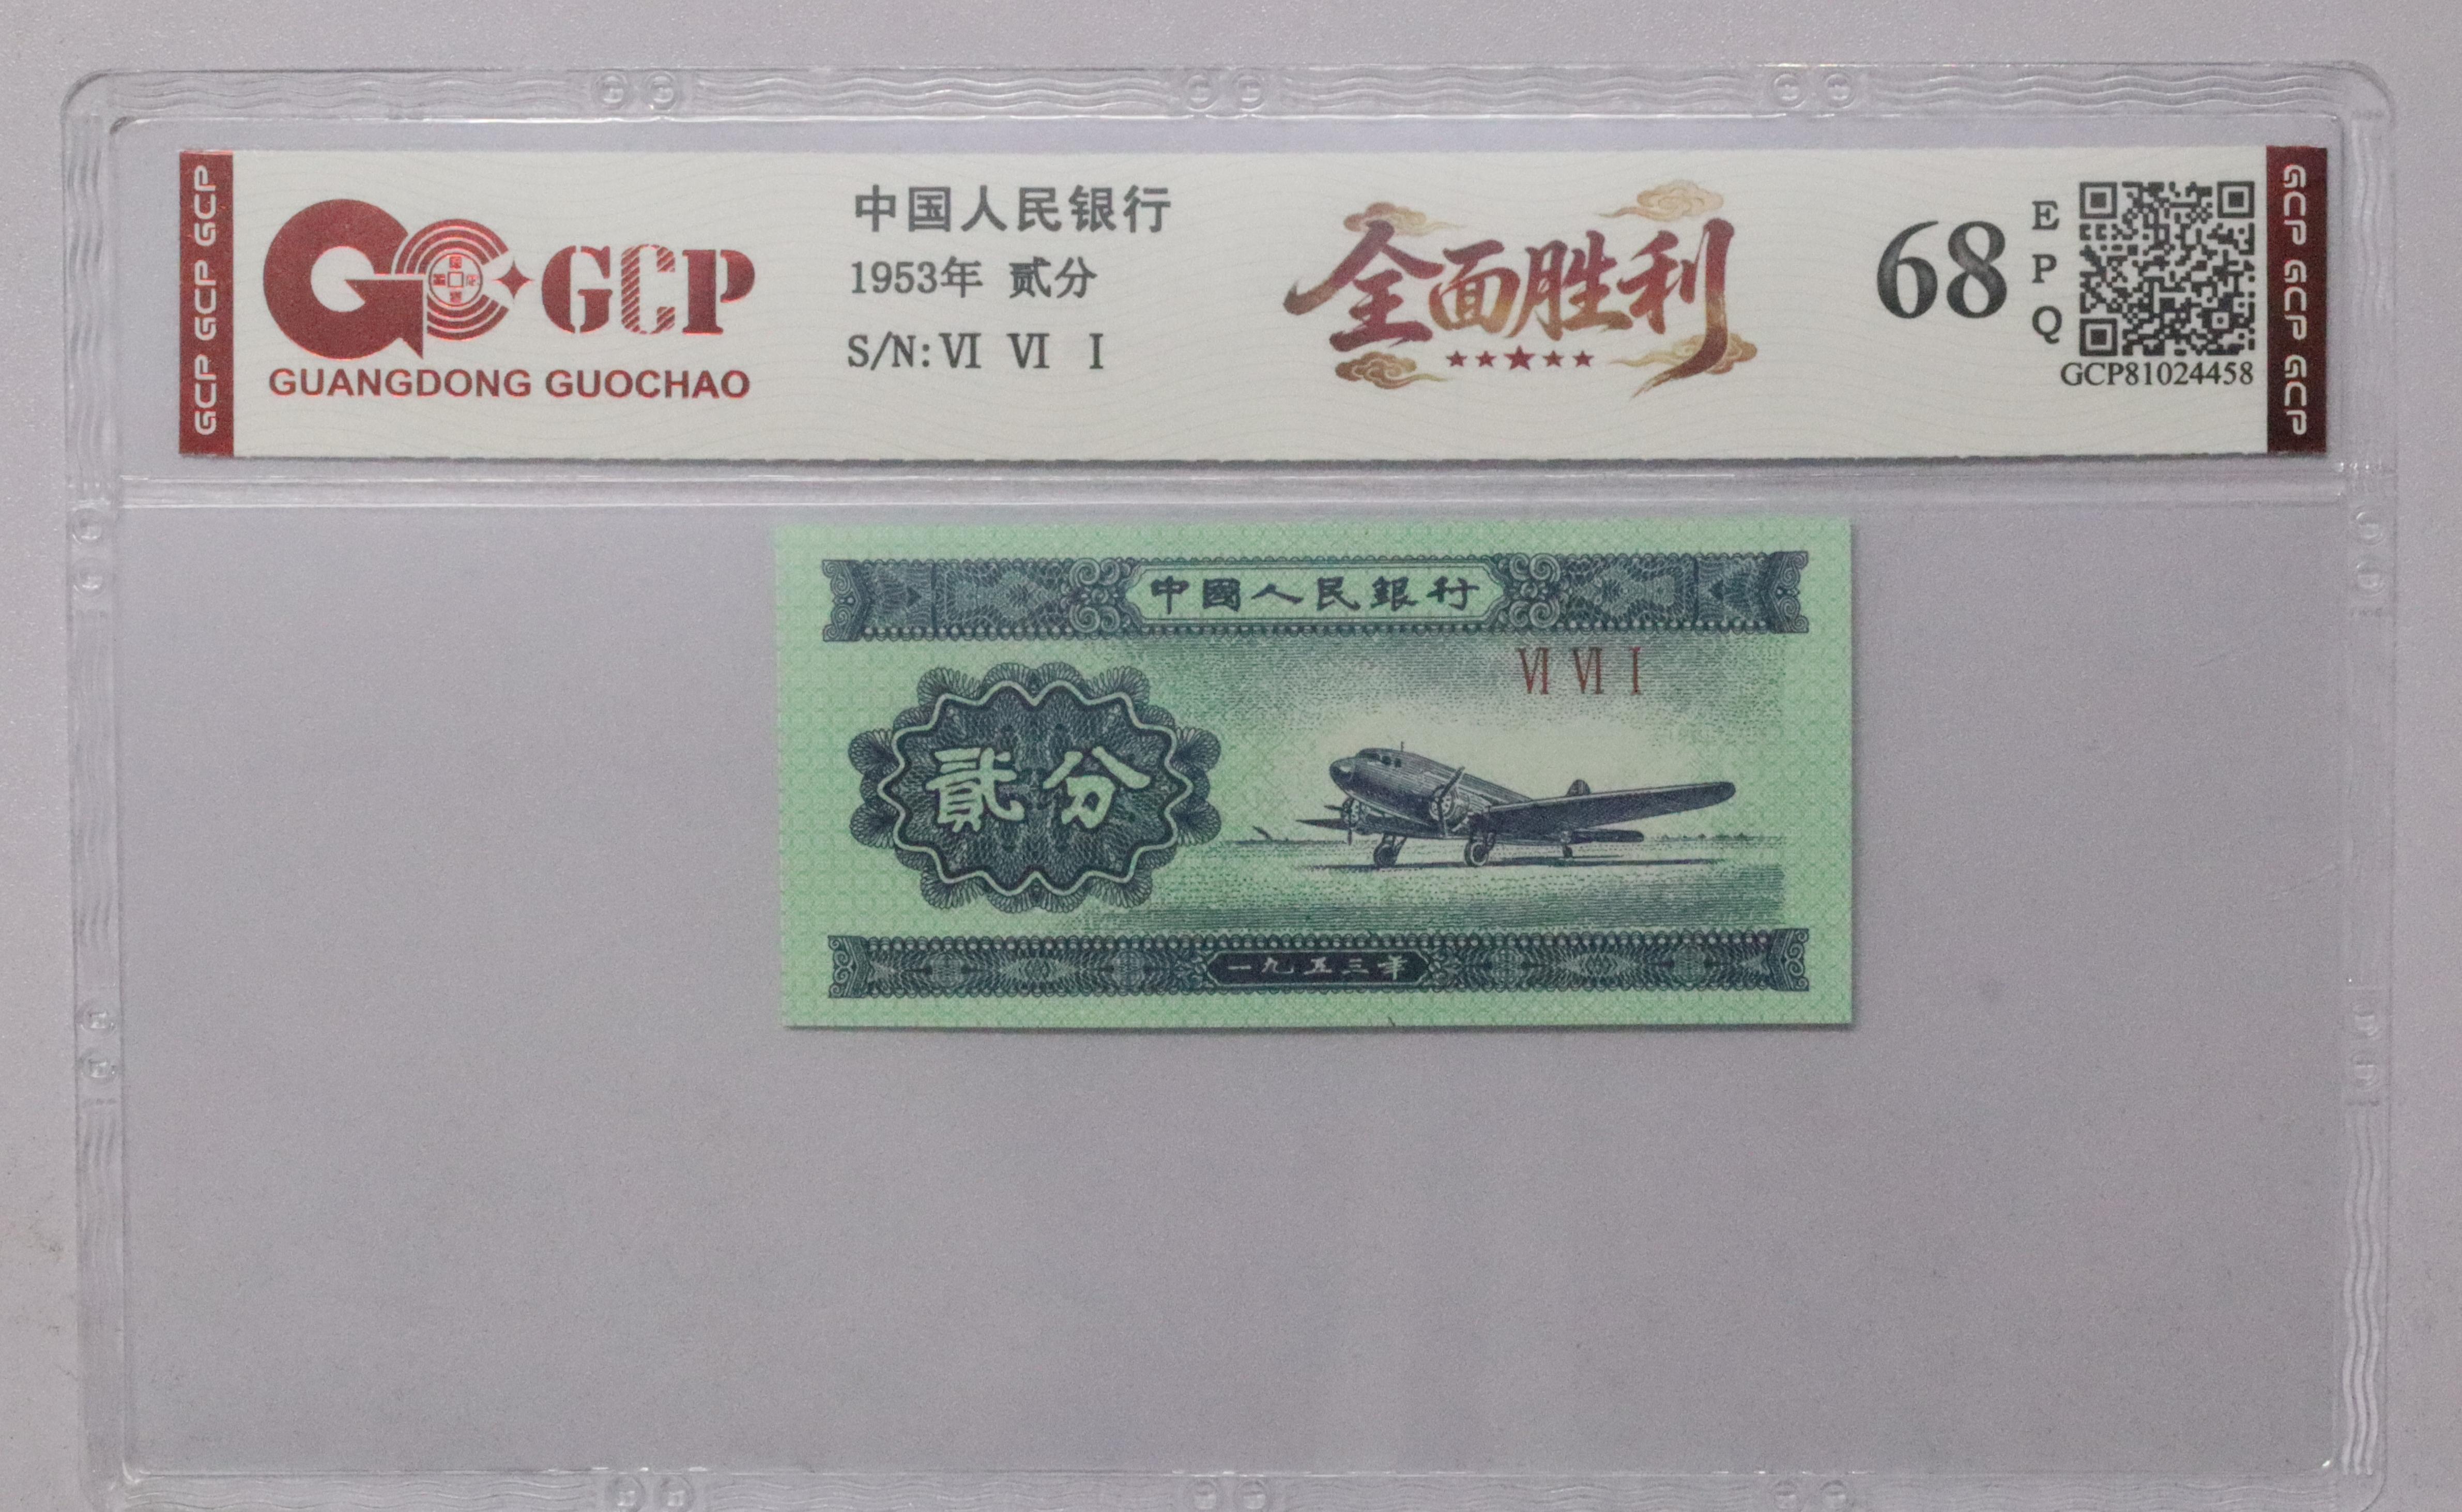 GCP GCP GCP
GCP
GUANGDONG GUOCHAO
中国人民银行
1953年 贰分
S/N: VI VI I
全面胜利
68
E
P
Q
GCP81024458
GCP GCP GCP
中國人民銀行
VI VI I
貳分
一九五三年